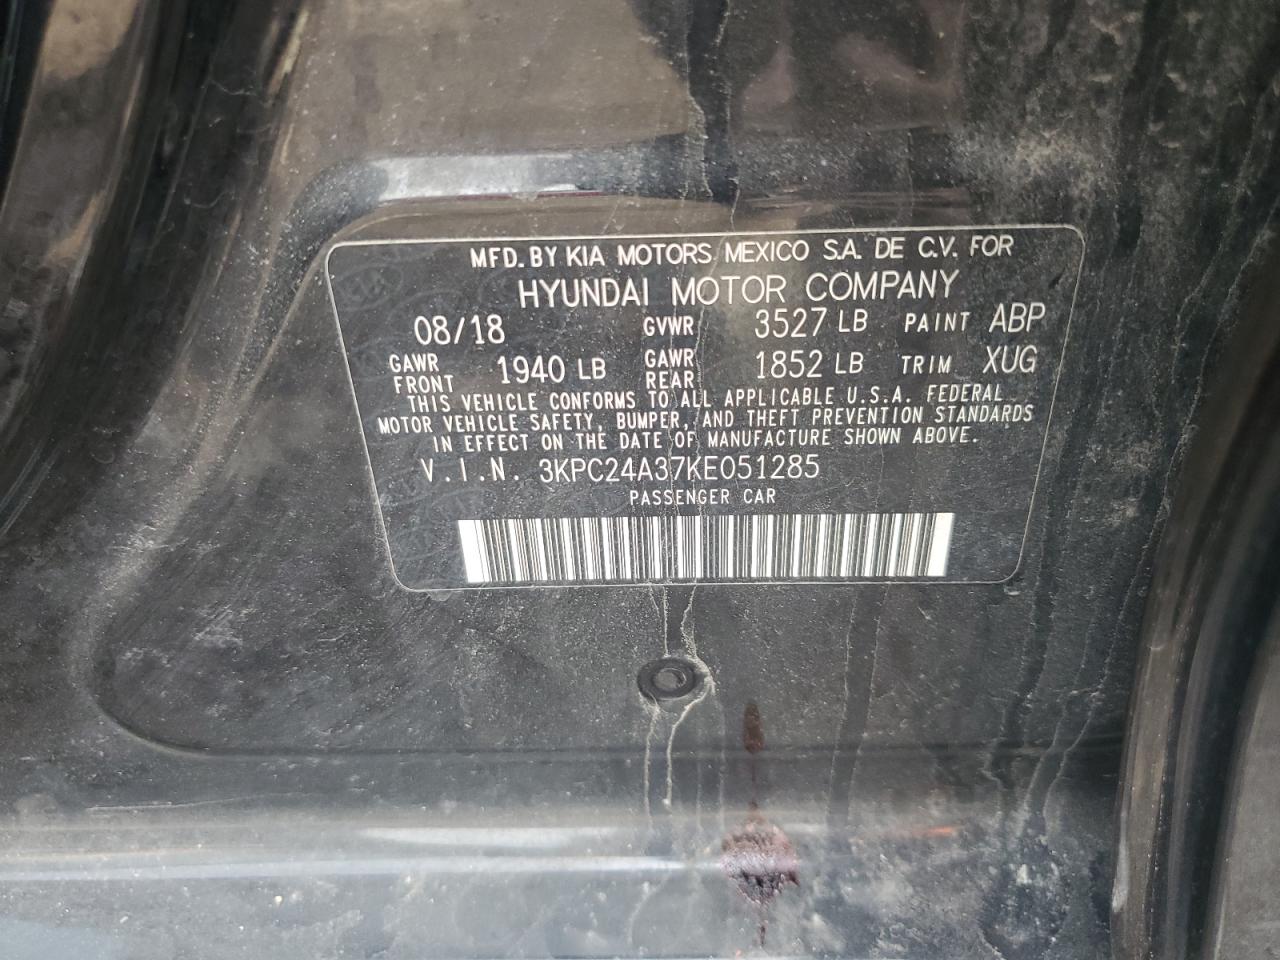 MFD. BY KIA MOTORS MEXICO S.A. DE C.V. FOR
HYUNDAI MOTOR COMPANY
08/18 GVWR 3527 LB PAINT ABP
GAWR FRONT 1940 LB GAWR REAR 1852 LB TRIM XUG
THIS VEHICLE CONFORMS TO ALL APPLICABLE U.S.A. FEDERAL
MOTOR VEHICLE SAFETY, BUMPER, AND THEFT PREVENTION STANDARDS
IN EFFECT ON THE DATE OF MANUFACTURE SHOWN ABOVE.
V.I.N. 3KPC24A37KE051285
PASSENGER CAR